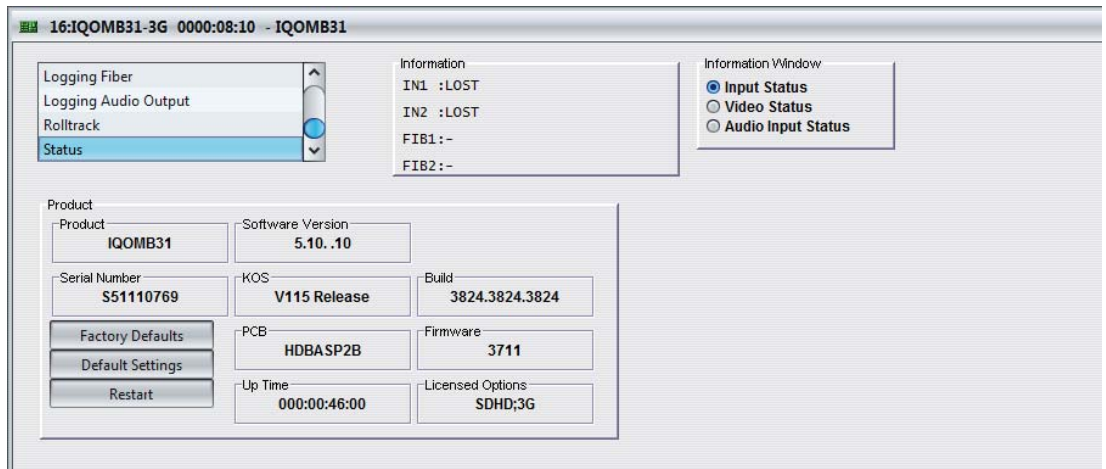 16:IQOMB31-3G 0000:08:10 - IQOMB31
Logging Fiber
Logging Audio Output
Rolltrack
Status
Information
IN1 :LOST
IN2 :LOST
FIB1:-
FIB2:-
Information Window
Input Status
Video Status
Audio Input Status
Product
Product
IQOMB31
Software Version
5.10. .10
Serial Number
S51110769
KOS
V115 Release
Build
3824.3824.3824
Factory Defaults
Default Settings
Restart
PCB
HDBASP2B
Firmware
3711
Up Time
000:00:46:00
Licensed Options
SDHD;3G